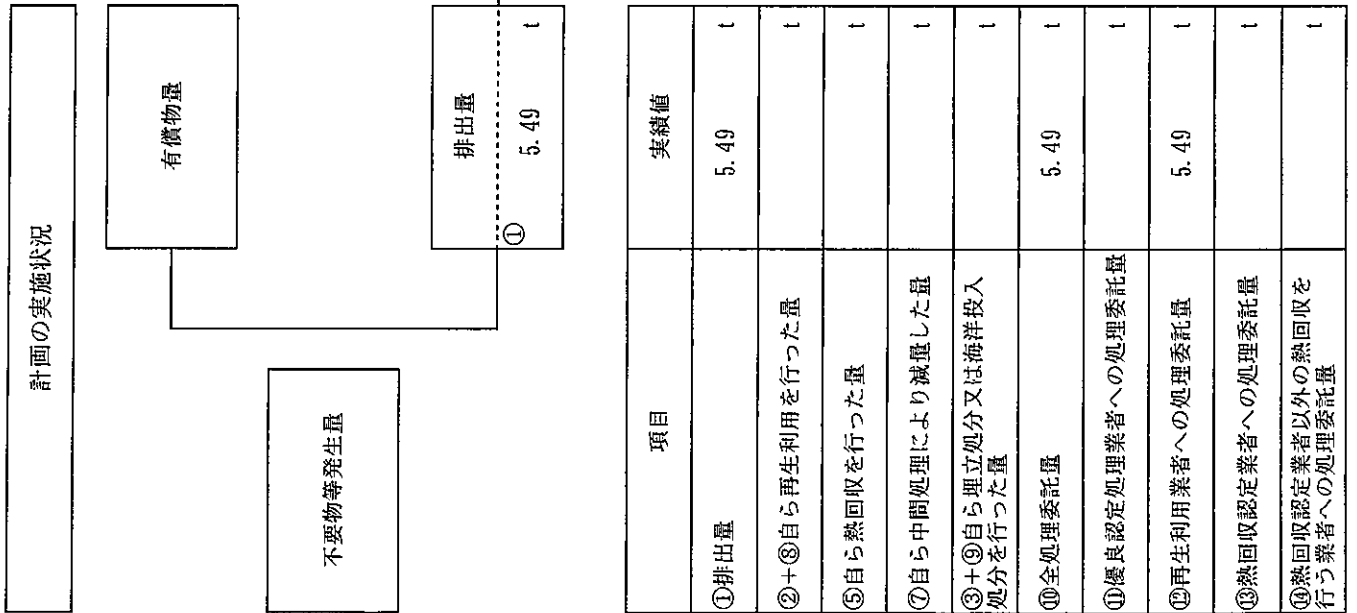 計画の実施状況
有償物量
不要物等発生量
排出量
① 5.49 t
項目 実績値
①排出量 5.49 t
②+⑧自ら再生利用を行った量 t
⑤自ら熱回収を行った量 t
⑦自ら中間処理により減量した量 t
③+⑨自ら埋立処分又は海洋投入
処分を行った量 t
⑩全処理委託量 5.49 t
⑪優良認定処理業者への処理委託量 t
⑫再生利用業者への処理委託量 5.49 t
⑬熱回収認定業者への処理委託量 t
⑭熱回収認定業者以外の熱回収を
行う業者への処理委託量 t